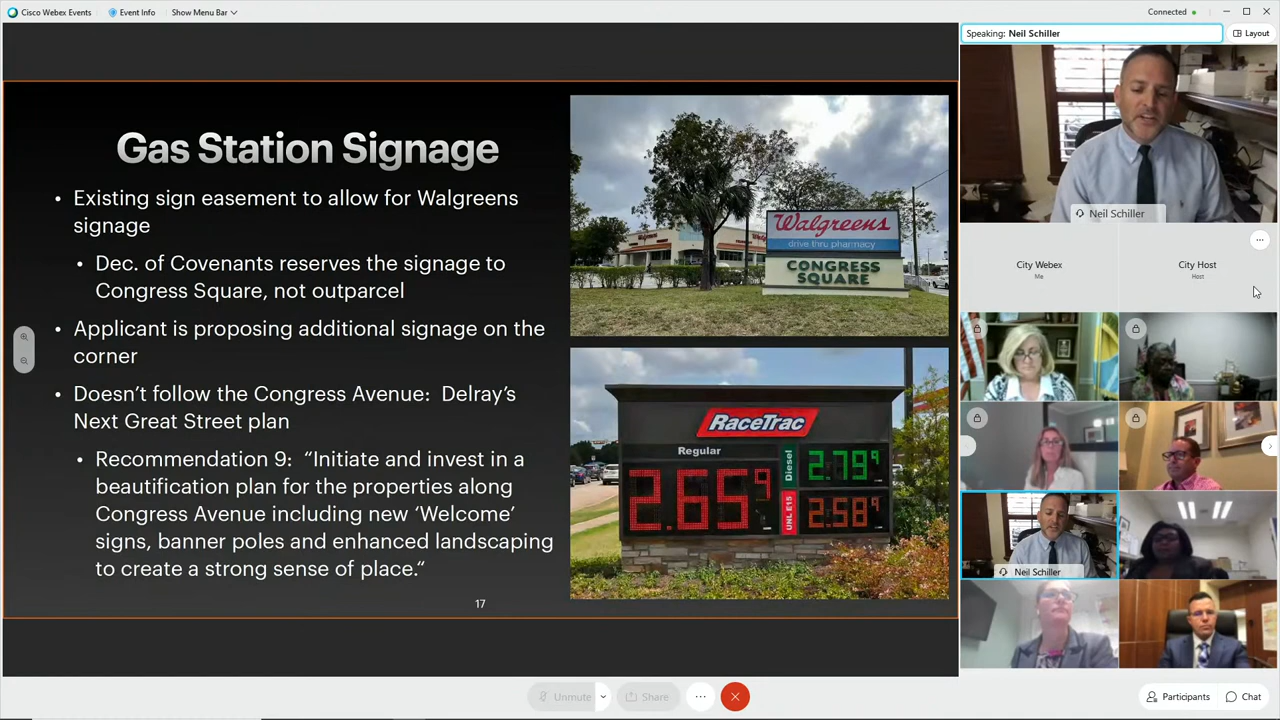 Cisco Webex Events
Event Info
Show Menu Bar
Connected
Speaking: Neil Schiller
Layout
Gas Station Signage
• Existing sign easement to allow for Walgreens
signage
• Dec. of Covenants reserves the signage to
Congress Square, not outparcel
• Applicant is proposing additional signage on the
corner
• Doesn’t follow the Congress Avenue: Delray’s
Next Great Street plan
• Recommendation 9: “Initiate and invest in a
beautification plan for the properties along
Congress Avenue including new ‘Welcome’
signs, banner poles and enhanced landscaping
to create a strong sense of place.“
17
Walgreens
drive thru pharmacy
CONGRESS
SQUARE
RaceTrac
Regular
2.65 9
Diesel
2.79 9
UNL E15
2.58 9
Neil Schiller
City Webex
Me
City Host
Host
Neil Schiller
Unmute
Share
Participants
Chat